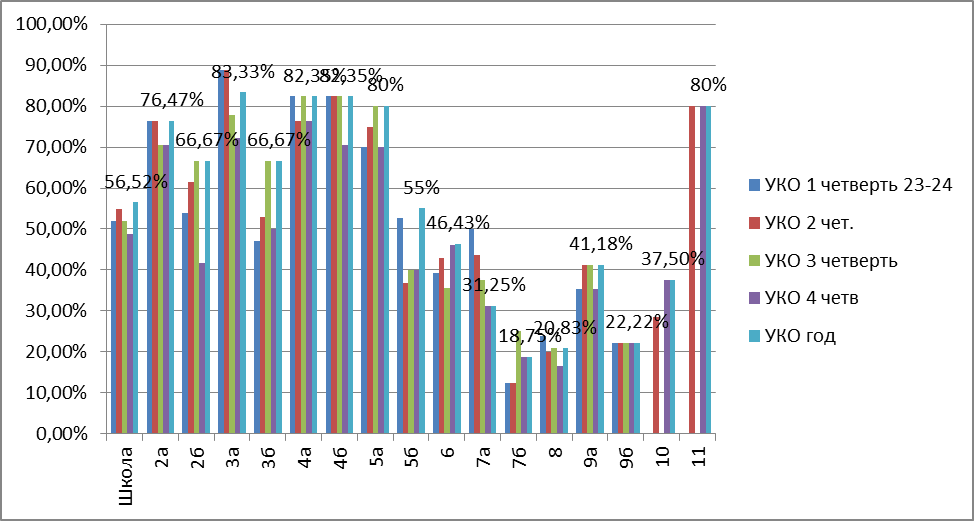 100,00%
90,00%
80,00%
70,00%
60,00%
50,00%
40,00%
30,00%
20,00%
10,00%
0,00%
56,52%
76,47%
66,67%
83,33%
66,67%
82,35%
82,35%
80%
55%
46,43%
31,25%
18,75%
20,83%
41,18%
22,22%
37,50%
80%
Школа
2а
2б
3а
3б
4а
4б
5а
5б
6
7а
7б
8
9а
9б
10
11
УКО 1 четверть 23-24
УКО 2 чет.
УКО 3 четверть
УКО 4 четв
УКО год